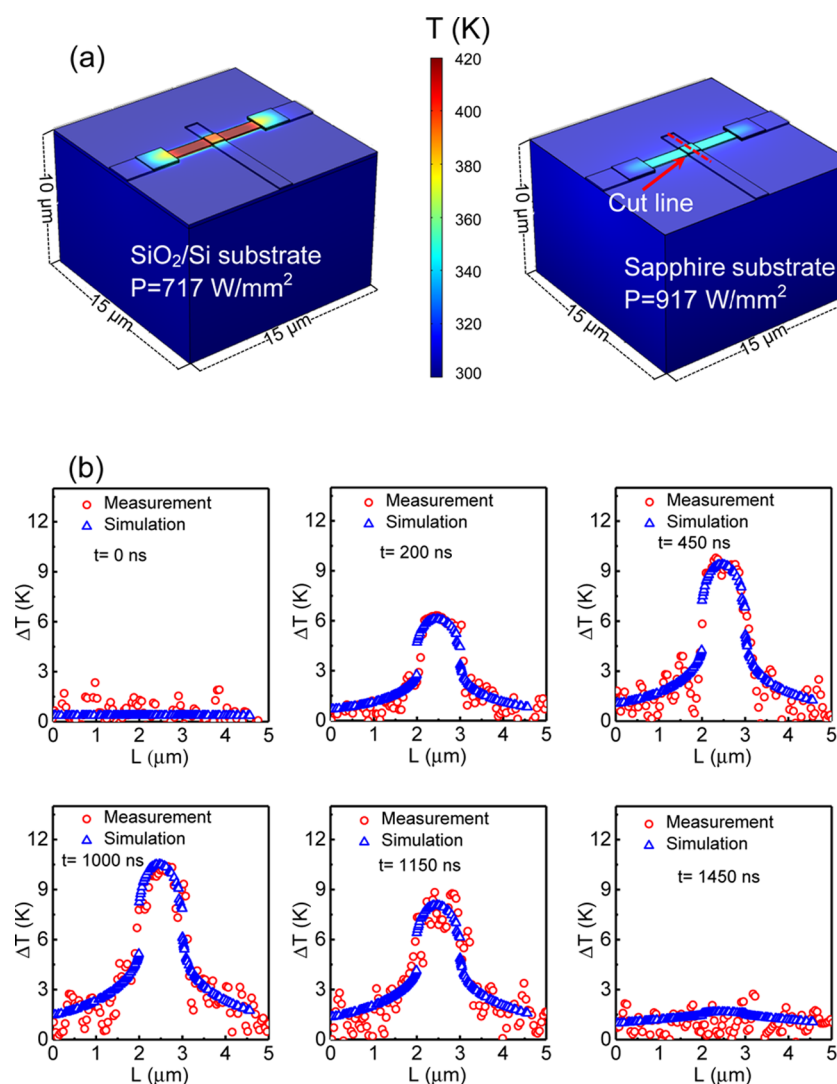 (a)
T (K)
420
400
380
360
340
320
300
10 µm
15 µm
15 µm
SiO2/Si substrate
P=717 W/mm2
10 µm
15 µm
15 µm
Cut line
Sapphire substrate
P=917 W/mm2
(b)
Measurement
Simulation
t= 0 ns
ΔT (K)
12
9
6
3
0
0 1 2 3 4 5
L (µm)
Measurement
Simulation
t= 200 ns
ΔT (K)
12
9
6
3
0
0 1 2 3 4 5
L (µm)
Measurement
Simulation
t= 450 ns
ΔT (K)
12
9
6
3
0
0 1 2 3 4 5
L (µm)
Measurement
Simulation
t= 1000 ns
ΔT (K)
12
9
6
3
0
0 1 2 3 4 5
L (µm)
Measurement
Simulation
t= 1150 ns
ΔT (K)
12
9
6
3
0
0 1 2 3 4 5
L (µm)
Measurement
Simulation
t= 1450 ns
ΔT (K)
12
9
6
3
0
0 1 2 3 4 5
L (µm)